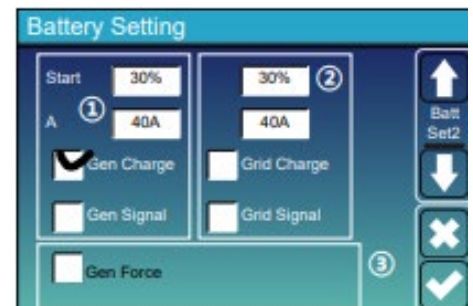 Battery Setting
Start 30% 30% ②
A ① 40A 40A
Gen Charge Grid Charge
Gen Signal Grid Signal
Gen Force ③
Batt
Set2